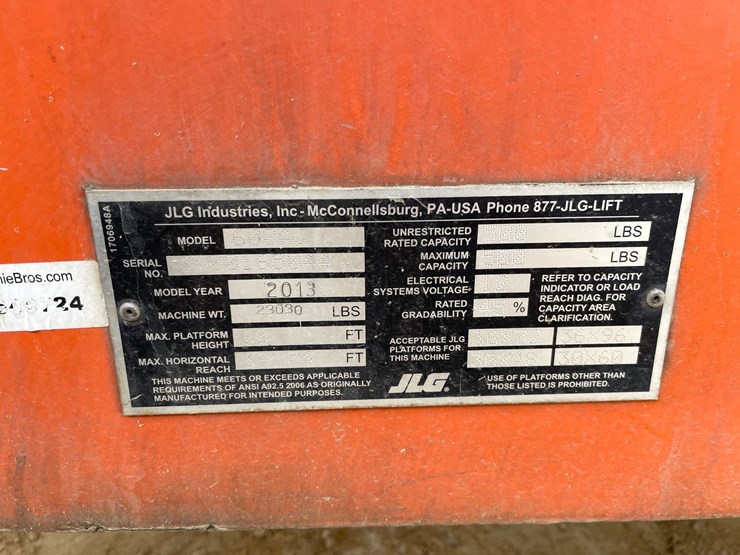 JLG Industries, Inc - McConnellsburg, PA-USA Phone 877-JLG-LIFT
1706948A
MODEL
SERIAL
NO.
MODEL YEAR 2013
MACHINE WT. 23030 LBS
MAX. PLATFORM
HEIGHT FT
MAX. HORIZONTAL
REACH FT
THIS MACHINE MEETS OR EXCEEDS APPLICABLE
REQUIREMENTS OF ANSI A92.5 2006 AS ORIGINALLY
MANUFACTURED FOR INTENDED PURPOSES.
UNRESTRICTED
RATED CAPACITY LBS
MAXIMUM
CAPACITY LBS
ELECTRICAL
SYSTEMS VOLTAGE
RATED
GRADABILITY %
REFER TO CAPACITY
INDICATOR OR LOAD
REACH DIAG. FOR
CAPACITY AREA
CLARIFICATION.
ACCEPTABLE JLG
PLATFORMS FOR
THIS MACHINE
36X96
30X60
JLG
USE OF PLATFORMS OTHER THAN
THOSE LISTED IS PROHIBITED.
hieBros.com